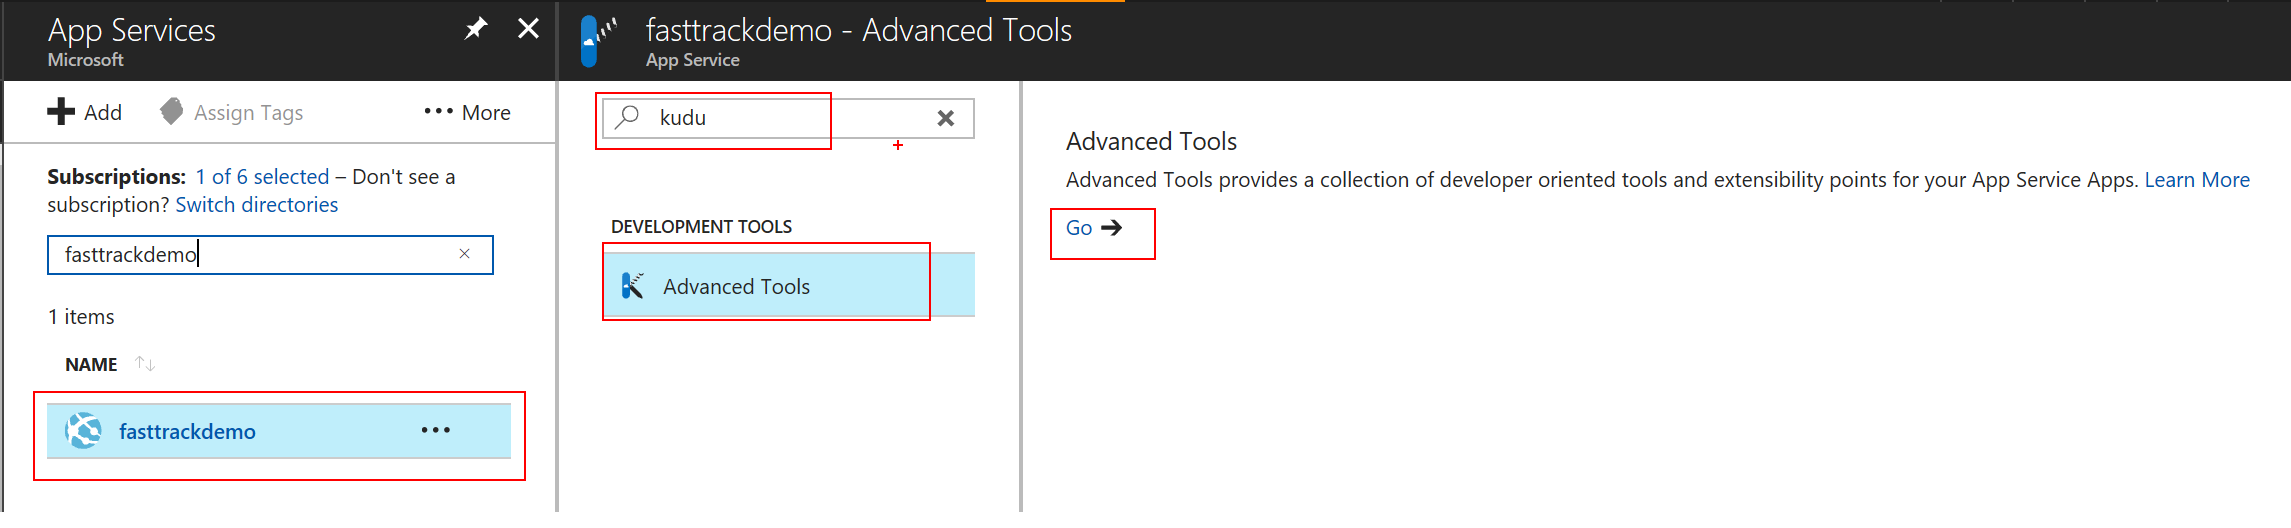 App Services
Microsoft
Add
Assign Tags
More
Subscriptions: 1 of 6 selected – Don't see a
subscription? Switch directories
fasttrackdemo
1 items
NAME
fasttrackdemo
fasttrackdemo - Advanced Tools
App Service
kudu
DEVELOPMENT TOOLS
Advanced Tools
Advanced Tools
Advanced Tools provides a collection of developer oriented tools and extensibility points for your App Service Apps. Learn More
Go